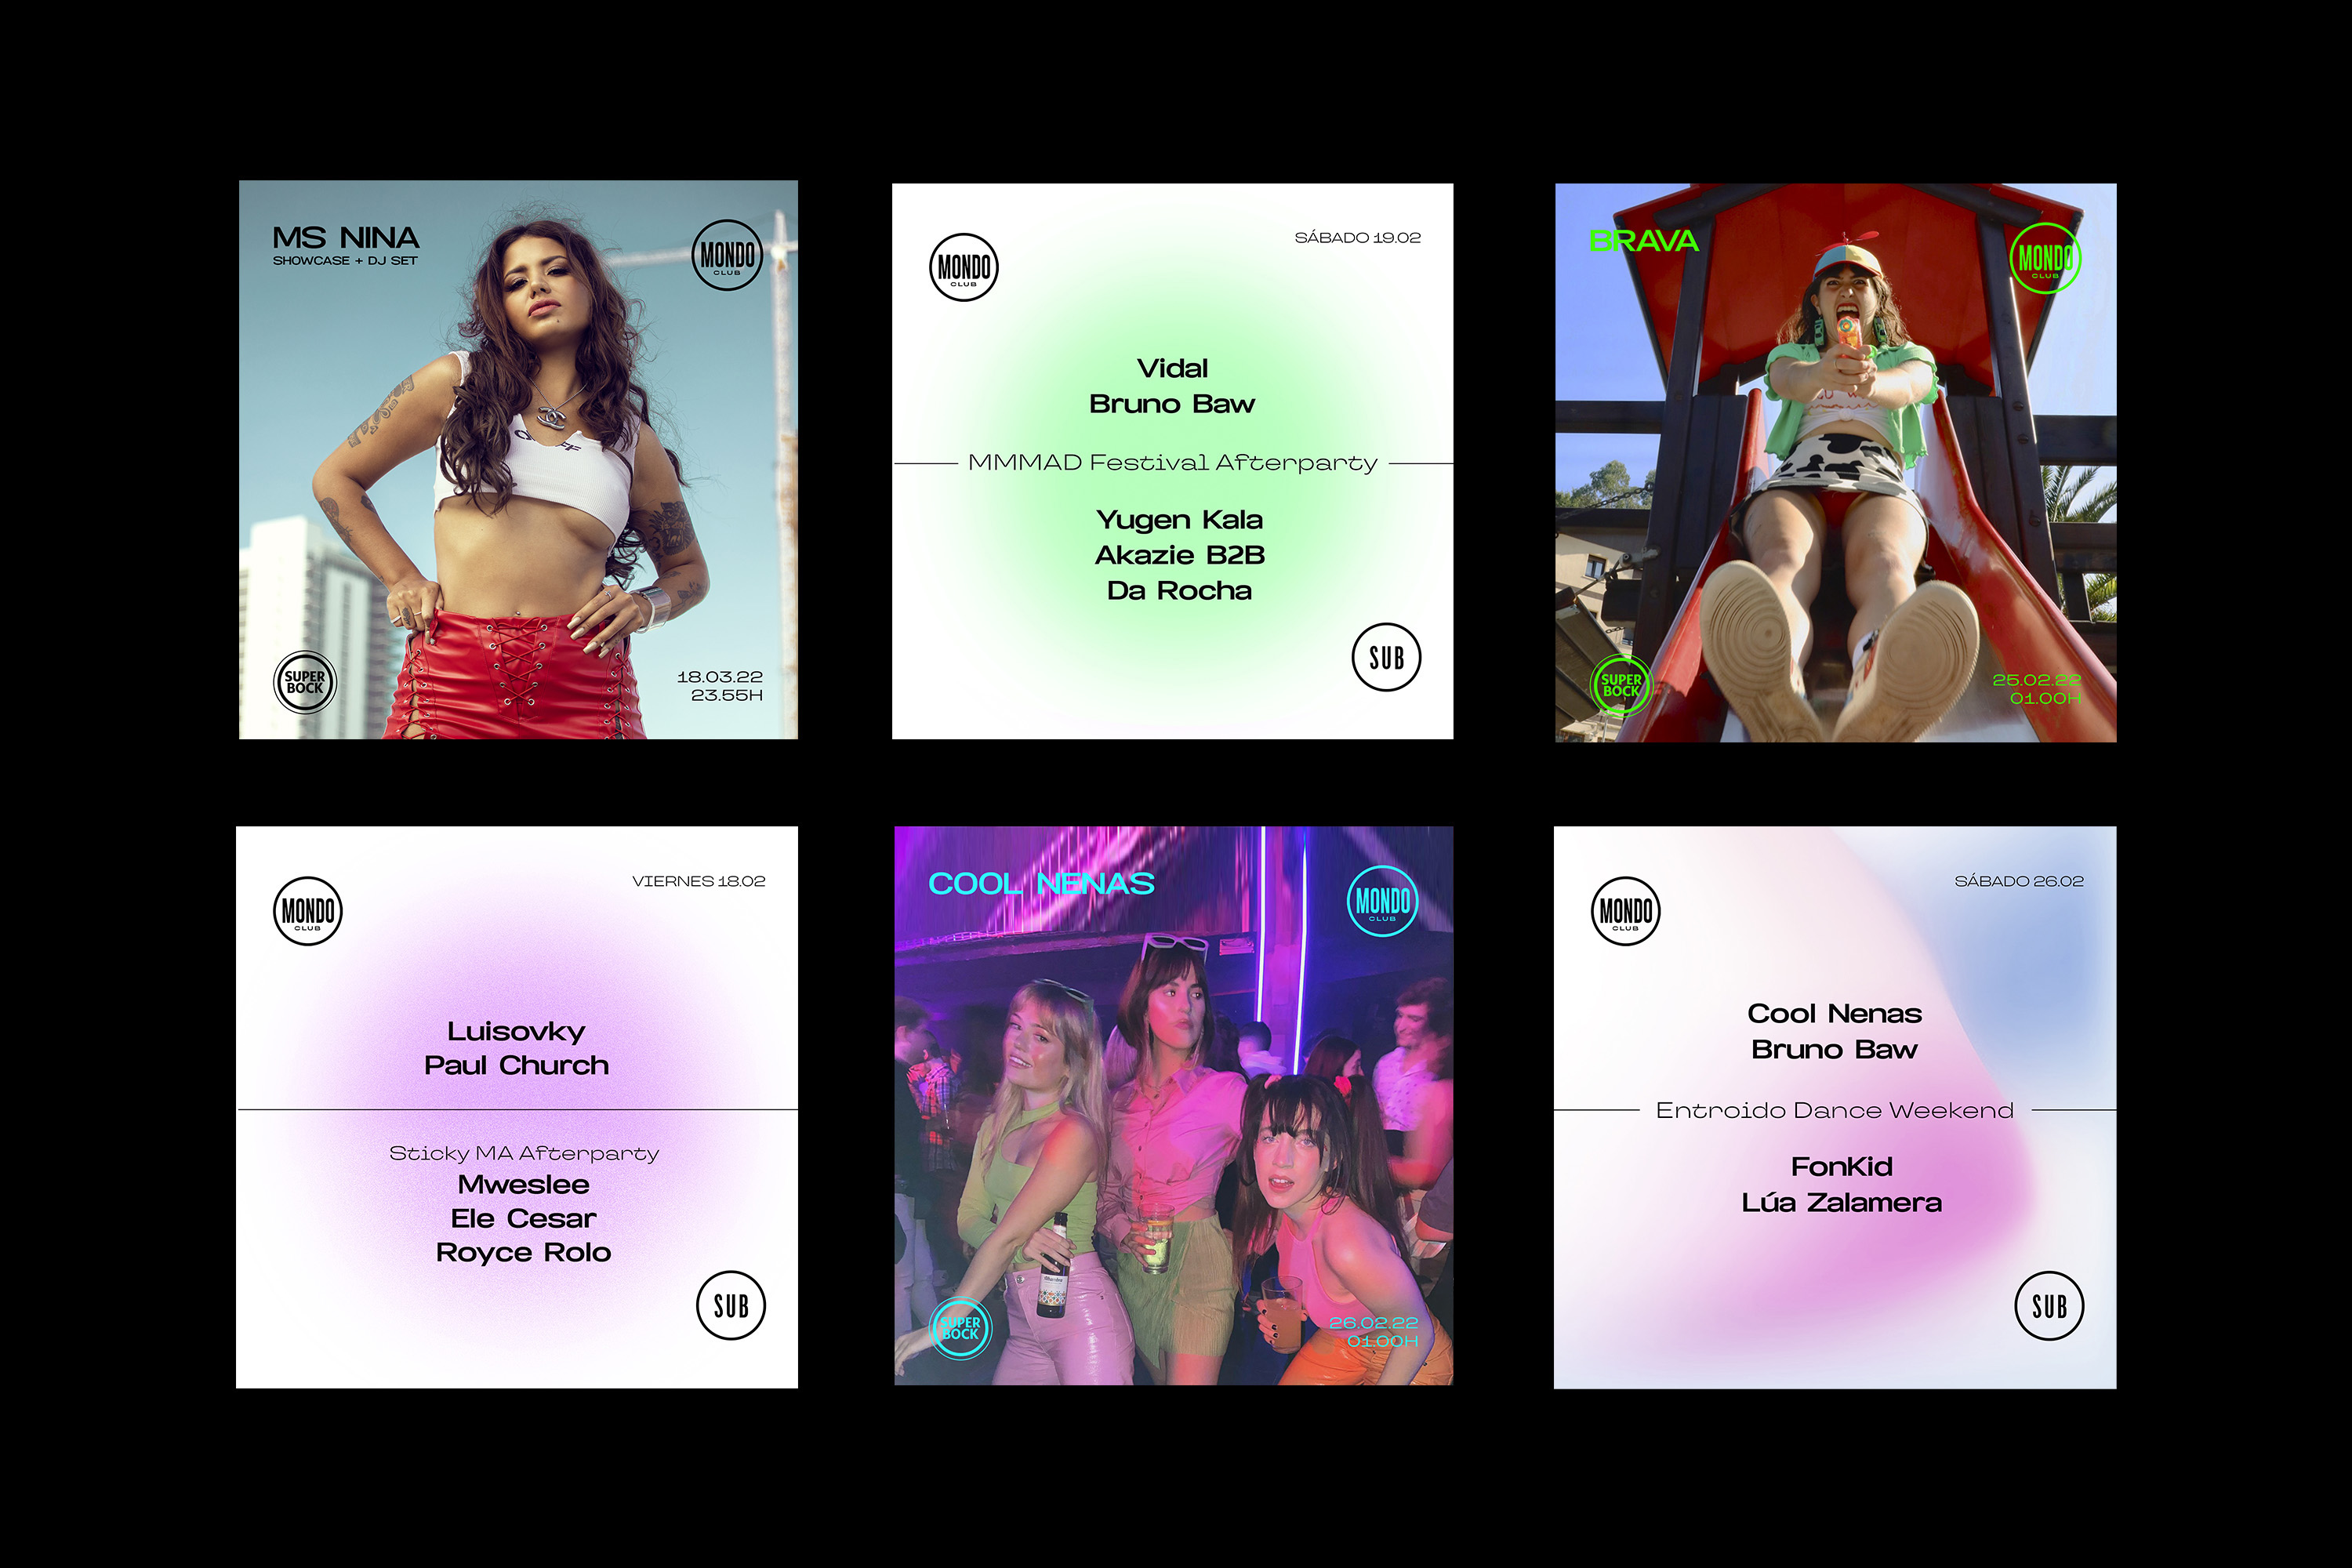 MS NINA
SHOWCASE + DJ SET
MONDO
CLUB
SUPER
BOCK
18.03.22
23.55H
MONDO
CLUB
SÁBADO 19.02
Vidal
Bruno Baw
MMMAD Festival Afterparty
Yugen Kala
Akazie B2B
Da Rocha
SUB
BRAVA
MONDO
CLUB
SUPER
BOCK
25.02.22
01.00H
MONDO
CLUB
VIERNES 18.02
Luisovky
Paul Church
Sticky MA Afterparty
Mweslee
Ele Cesar
Royce Rolo
SUB
COOL NENAS
MONDO
CLUB
SUPER
BOCK
26.02.22
01.00H
MONDO
CLUB
SÁBADO 26.02
Cool Nenas
Bruno Baw
Entroido Dance Weekend
FonKid
Lúa Zalamera
SUB